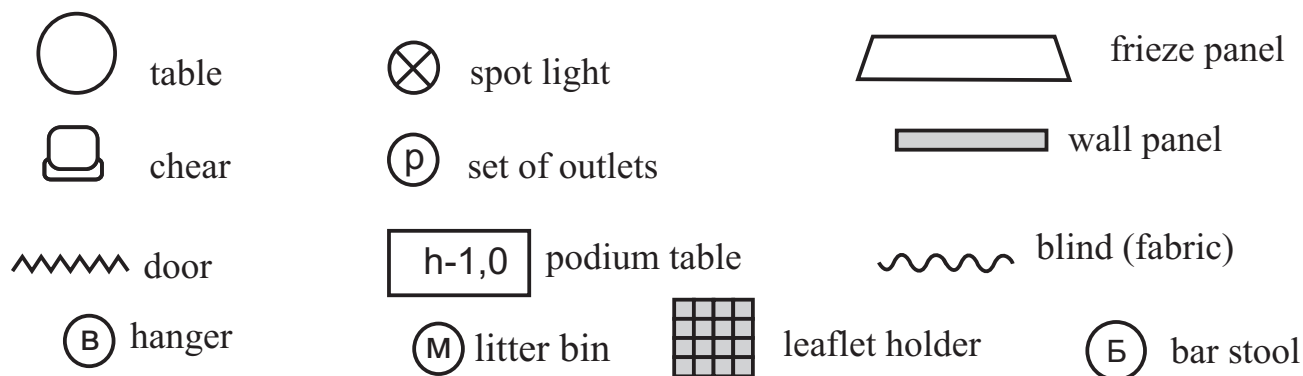 table
spot light
frieze panel
chear
р
set of outlets
wall panel
door
h-1,0
podium table
blind (fabric)
В
hanger
М
litter bin
leaflet holder
Б
bar stool